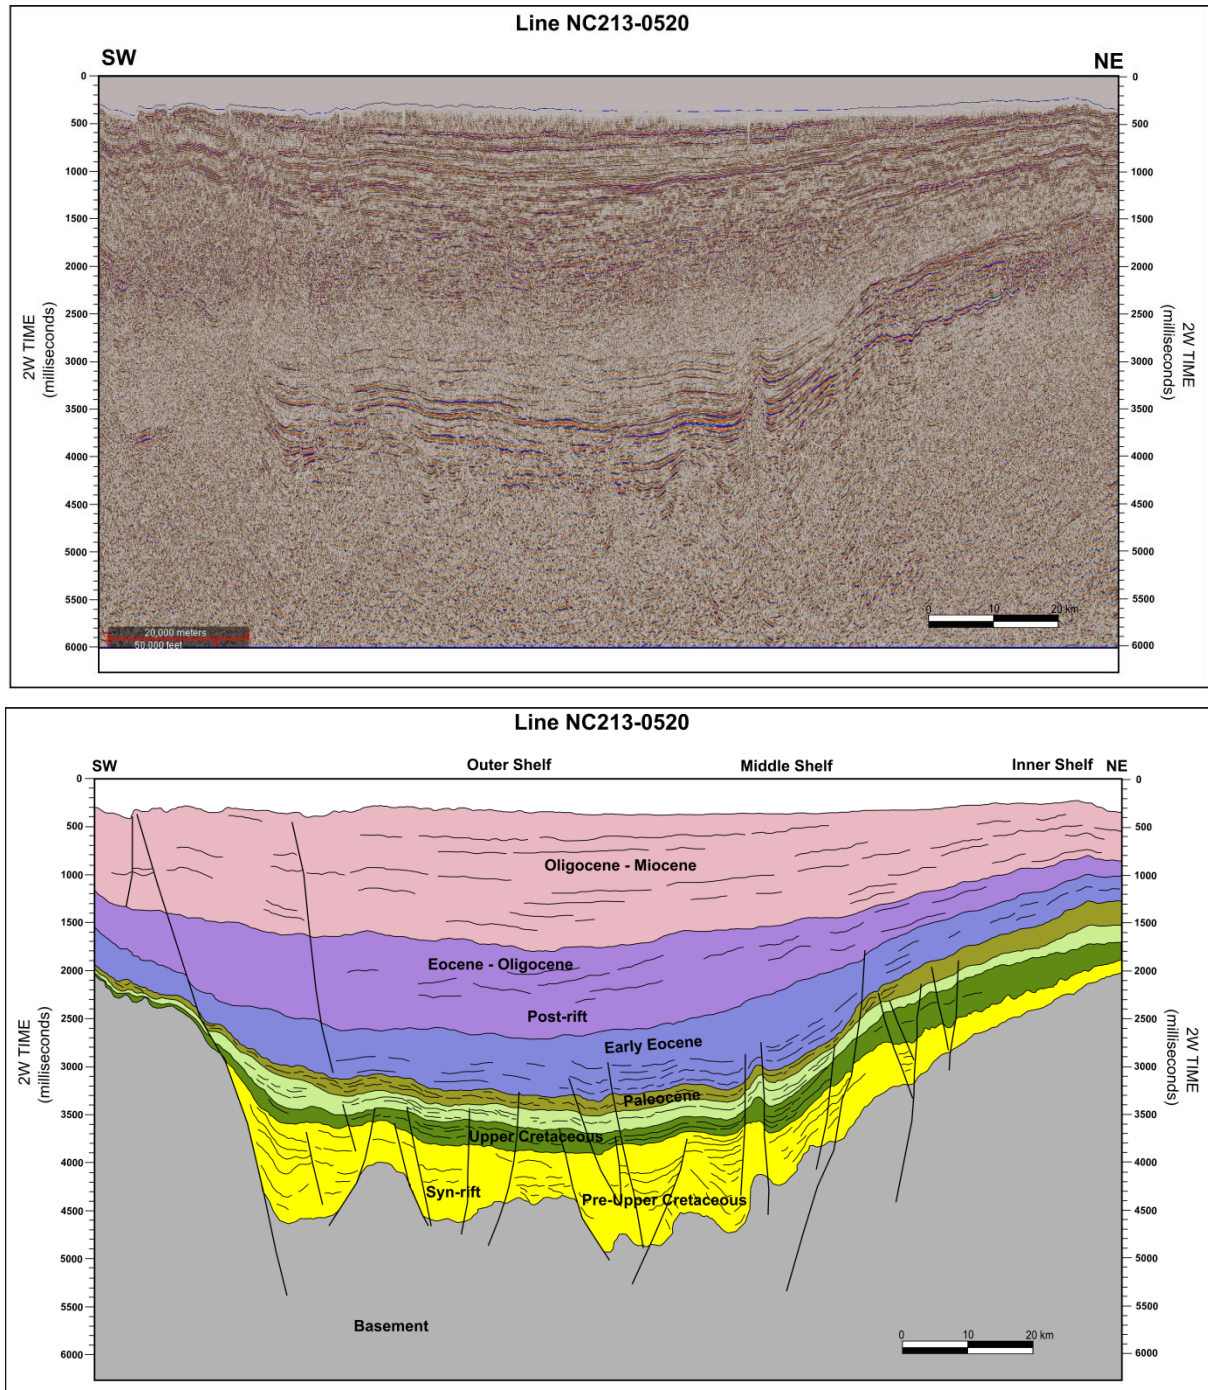 Line NC213-0520
SW
NE
0
0
500
500
1000
1000
1500
1500
2000
2000
2500
2500
3000
3000
3500
3500
4000
4000
4500
4500
5000
5000
5500
5500
6000
6000
2W TIME
(milliseconds)
2W TIME
(milliseconds)
0 10 20 km
20,000 meters
50,000 feet
Line NC213-0520
SW
Outer Shelf
Middle Shelf
Inner Shelf
NE
0
0
500
500
1000
1000
1500
1500
2000
2000
2500
2500
3000
3000
3500
3500
4000
4000
4500
4500
5000
5000
5500
5500
6000
6000
2W TIME
(milliseconds)
2W TIME
(milliseconds)
Oligocene - Miocene
Eocene - Oligocene
Post-rift
Early Eocene
Paleocene
Upper Cretaceous
Syn-rift
Pre-Upper Cretaceous
Basement
0 10 20 km